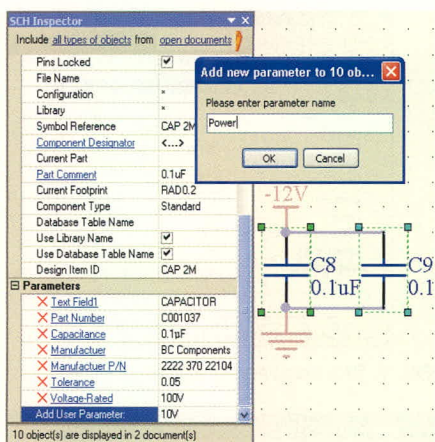 SCH Inspector
Include all types of objects from open documents ?
Pins Locked
File Name
Configuration *
Library *
Symbol Reference CAP 2M
Component Designator <...>
Current Part
Part Comment 0.1uF
Current Footprint RAD0.2
Component Type Standard
Database Table Name
Use Library Name
Use Database Table Name
Design Item ID CAP 2M
Parameters
Text Field1 CAPACITOR
Part Number C001037
Capacitance 0.1µF
Manufactuer BC Components
Manufactuer P/N 2222 370 22104
Tolerance 0.05
Voltage-Rated 100V
Add User Parameter: 10V
10 object(s) are displayed in 2 document(s)
Add new parameter to 10 ob...
Please enter parameter name
Power
OK Cancel
-12V
C8 C9
0.1uF 0.1